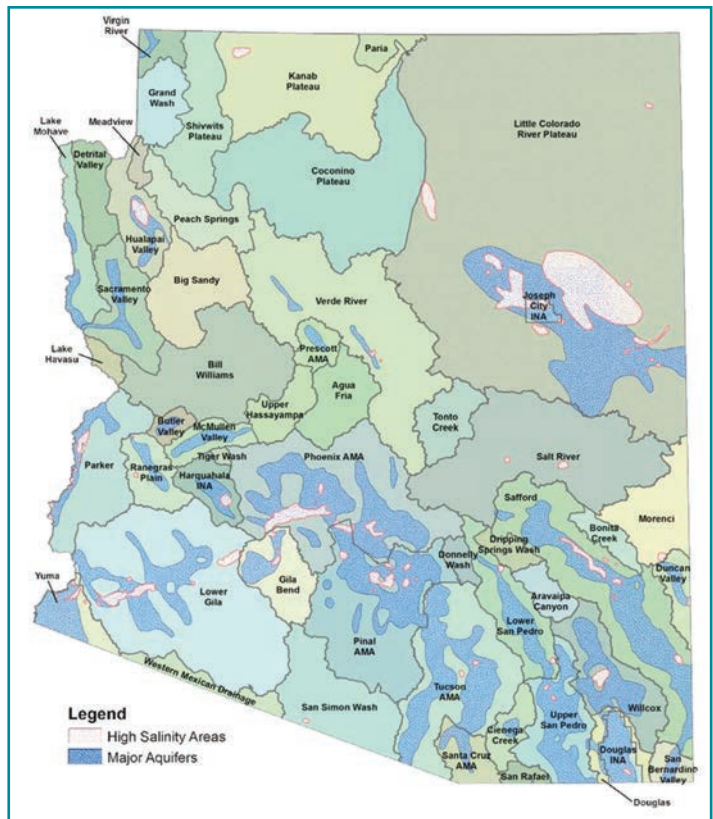 Virgin
River
Paria
Kanab
Plateau
Grand
Wash
Little Colorado
River Plateau
Lake
Mohave
Meadview
Shivwits
Plateau
Detrital
Valley
Coconino
Plateau
Peach Springs
Hualapai
Valley
Big Sandy
Sacramento
Valley
Verde River
Joseph
City
INA
Prescott
AMA
Lake
Havasu
Bill
Williams
Agua
Fria
Upper
Hassayampa
Tonto
Creek
Butler
Valley
McMullen
Valley
Tiger Wash
Phoenix AMA
Salt River
Parker
Ranegras
Plain
Harquahala
INA
Safford
Morenci
Bonita
Creek
Dripping
Springs Wash
Donnelly
Wash
Duncan
Valley
Yuma
Lower
Gila
Gila
Bend
Aravaipa
Canyon
Lower
San Pedro
Pinal
AMA
Western Mexican Drainage
Tucson
AMA
San Simon Wash
Willcox
Upper
San Pedro
Cienega
Creek
Douglas
INA
Santa Cruz
AMA
San
Bernardino
Valley
San Rafael
Douglas
Legend
High Salinity Areas
Major Aquifers